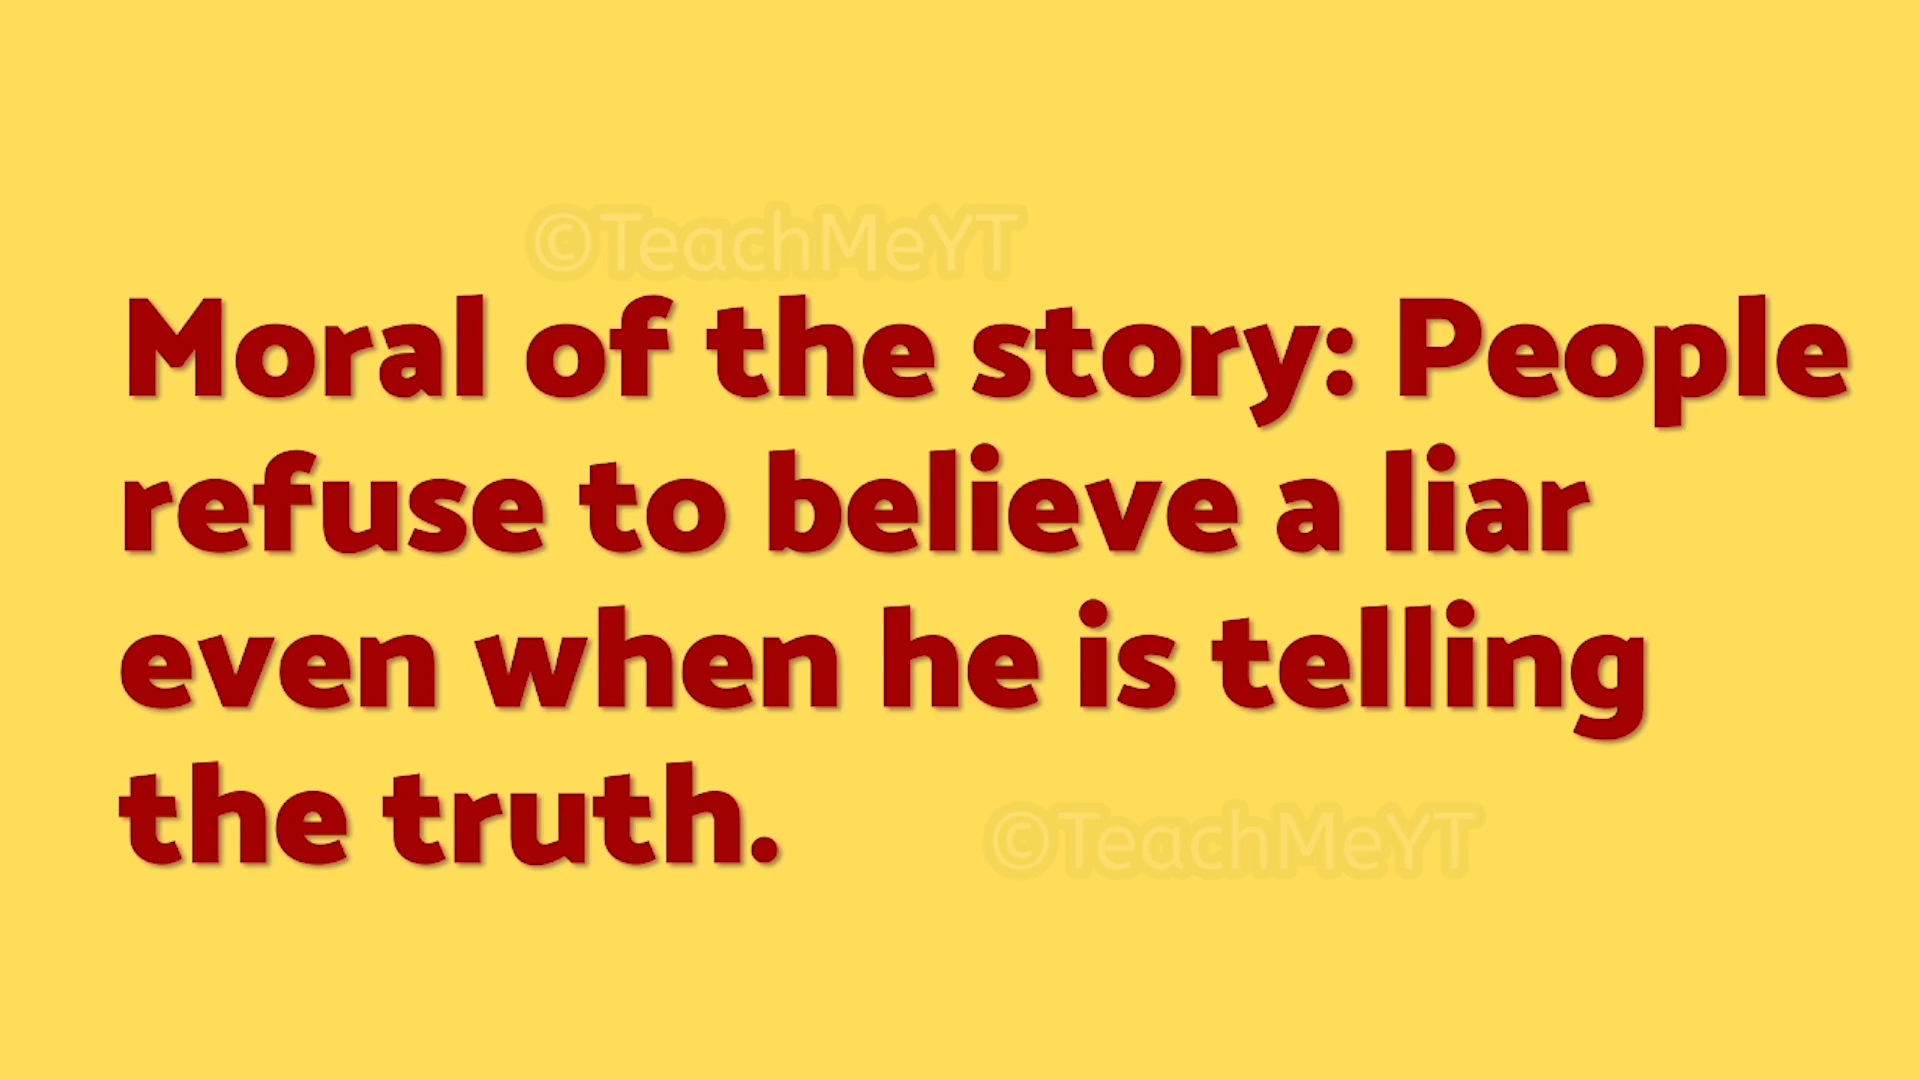 ©TeachMeYT
Moral of the story: People
refuse to believe a liar
even when he is telling
the truth.
©TeachMeYT